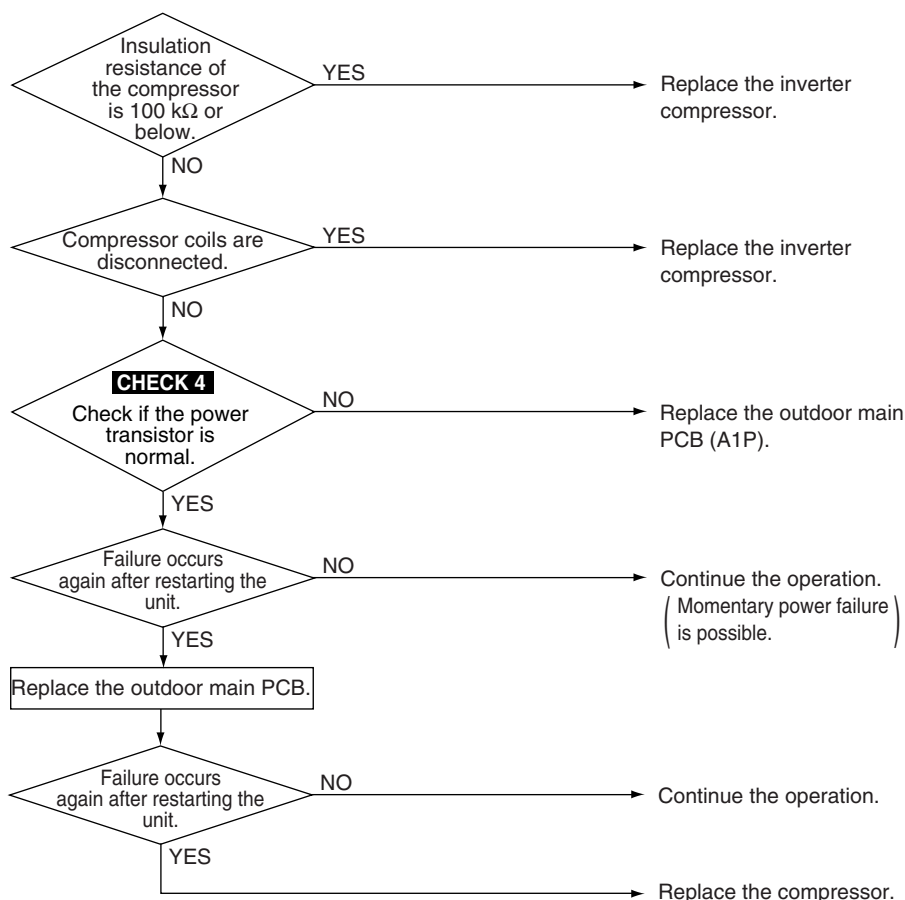 Insulation
resistance of
the compressor
is 100 kΩ or
below.
YES
Replace the inverter
compressor.
NO
Compressor coils are
disconnected.
YES
Replace the inverter
compressor.
NO
CHECK 4
Check if the power
transistor is
normal.
NO
Replace the outdoor main
PCB (A1P).
YES
Failure occurs
again after restarting the
unit.
NO
Continue the operation.
( Momentary power failure
is possible. )
YES
Replace the outdoor main PCB.
Failure occurs
again after restarting the
unit.
NO
Continue the operation.
YES
Replace the compressor.